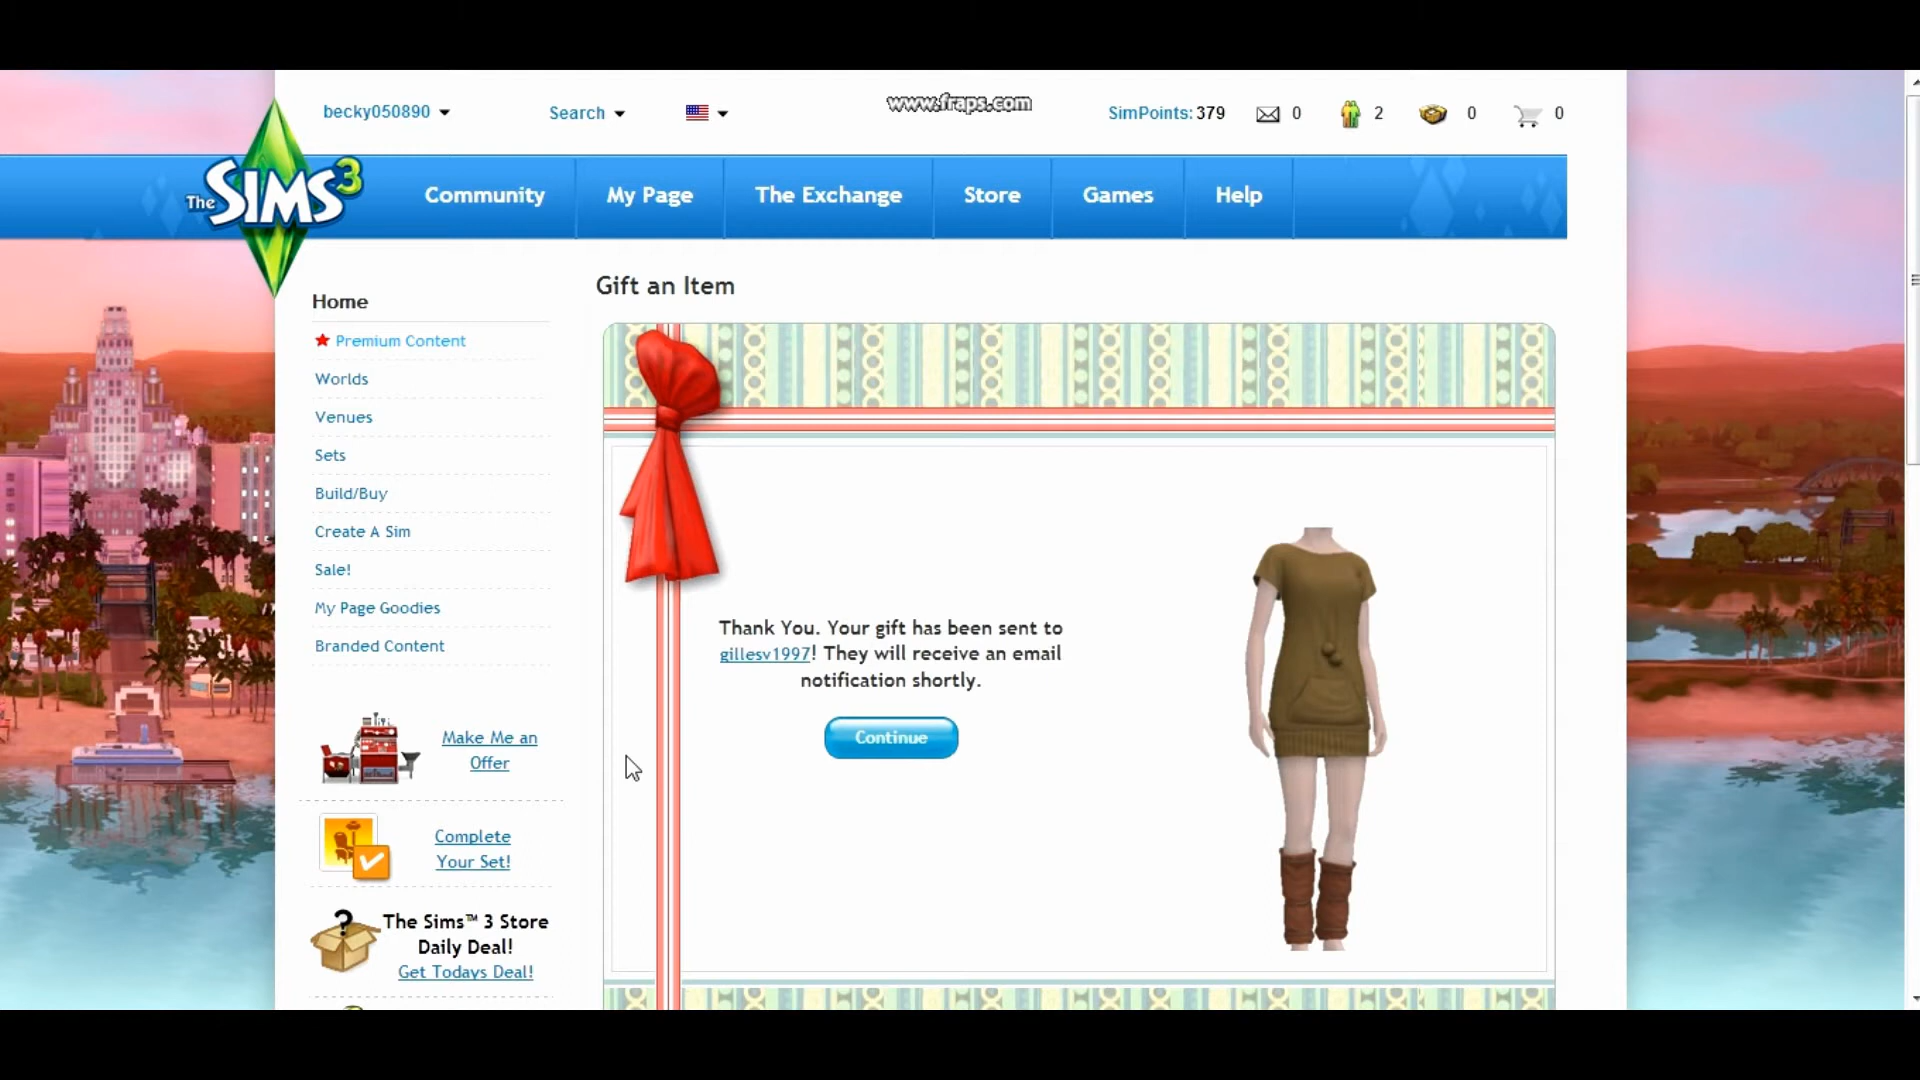 becky050890
Search
www.fraps.com
SimPoints: 379
0
2
0
0
The SIMS 3
Community
My Page
The Exchange
Store
Games
Help
Home
Premium Content
Worlds
Venues
Sets
Build/Buy
Create A Sim
Sale!
My Page Goodies
Branded Content
Make Me an
Offer
Complete
Your Set!
The Sims™ 3 Store
Daily Deal!
Get Todays Deal!
Gift an Item
Thank You. Your gift has been sent to
gillesv1997! They will receive an email
notification shortly.
Continue